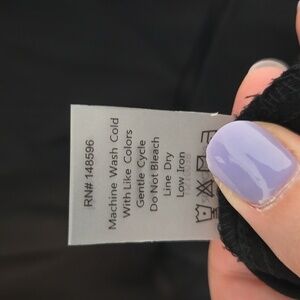 RN# 148596
Machine Wash Cold
With Like Colors
Gentle Cycle
Do Not Bleach
Line Dry
Low Iron